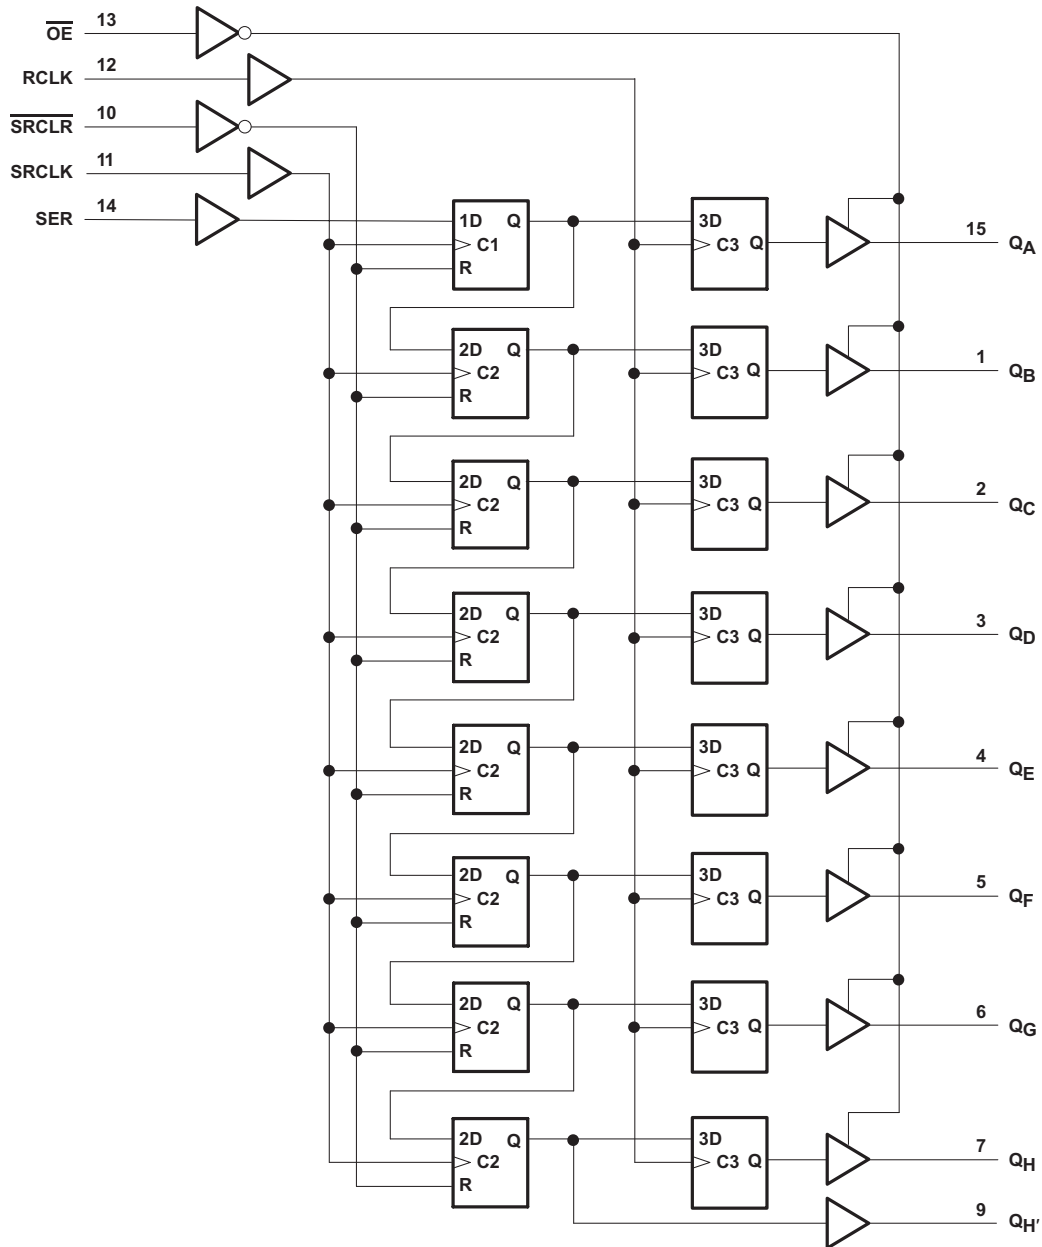 OE 13
RCLK 12
SRCLR 10
SRCLK 11
SER 14
1D Q 3D
C1 C3 Q 15 QA
R
2D Q 3D
C2 C3 Q 1 QB
R
2D Q 3D
C2 C3 Q 2 QC
R
2D Q 3D
C2 C3 Q 3 QD
R
2D Q 3D
C2 C3 Q 4 QE
R
2D Q 3D
C2 C3 Q 5 QF
R
2D Q 3D
C2 C3 Q 6 QG
R
2D Q 3D
C2 C3 Q 7 QH
R
9 QH′